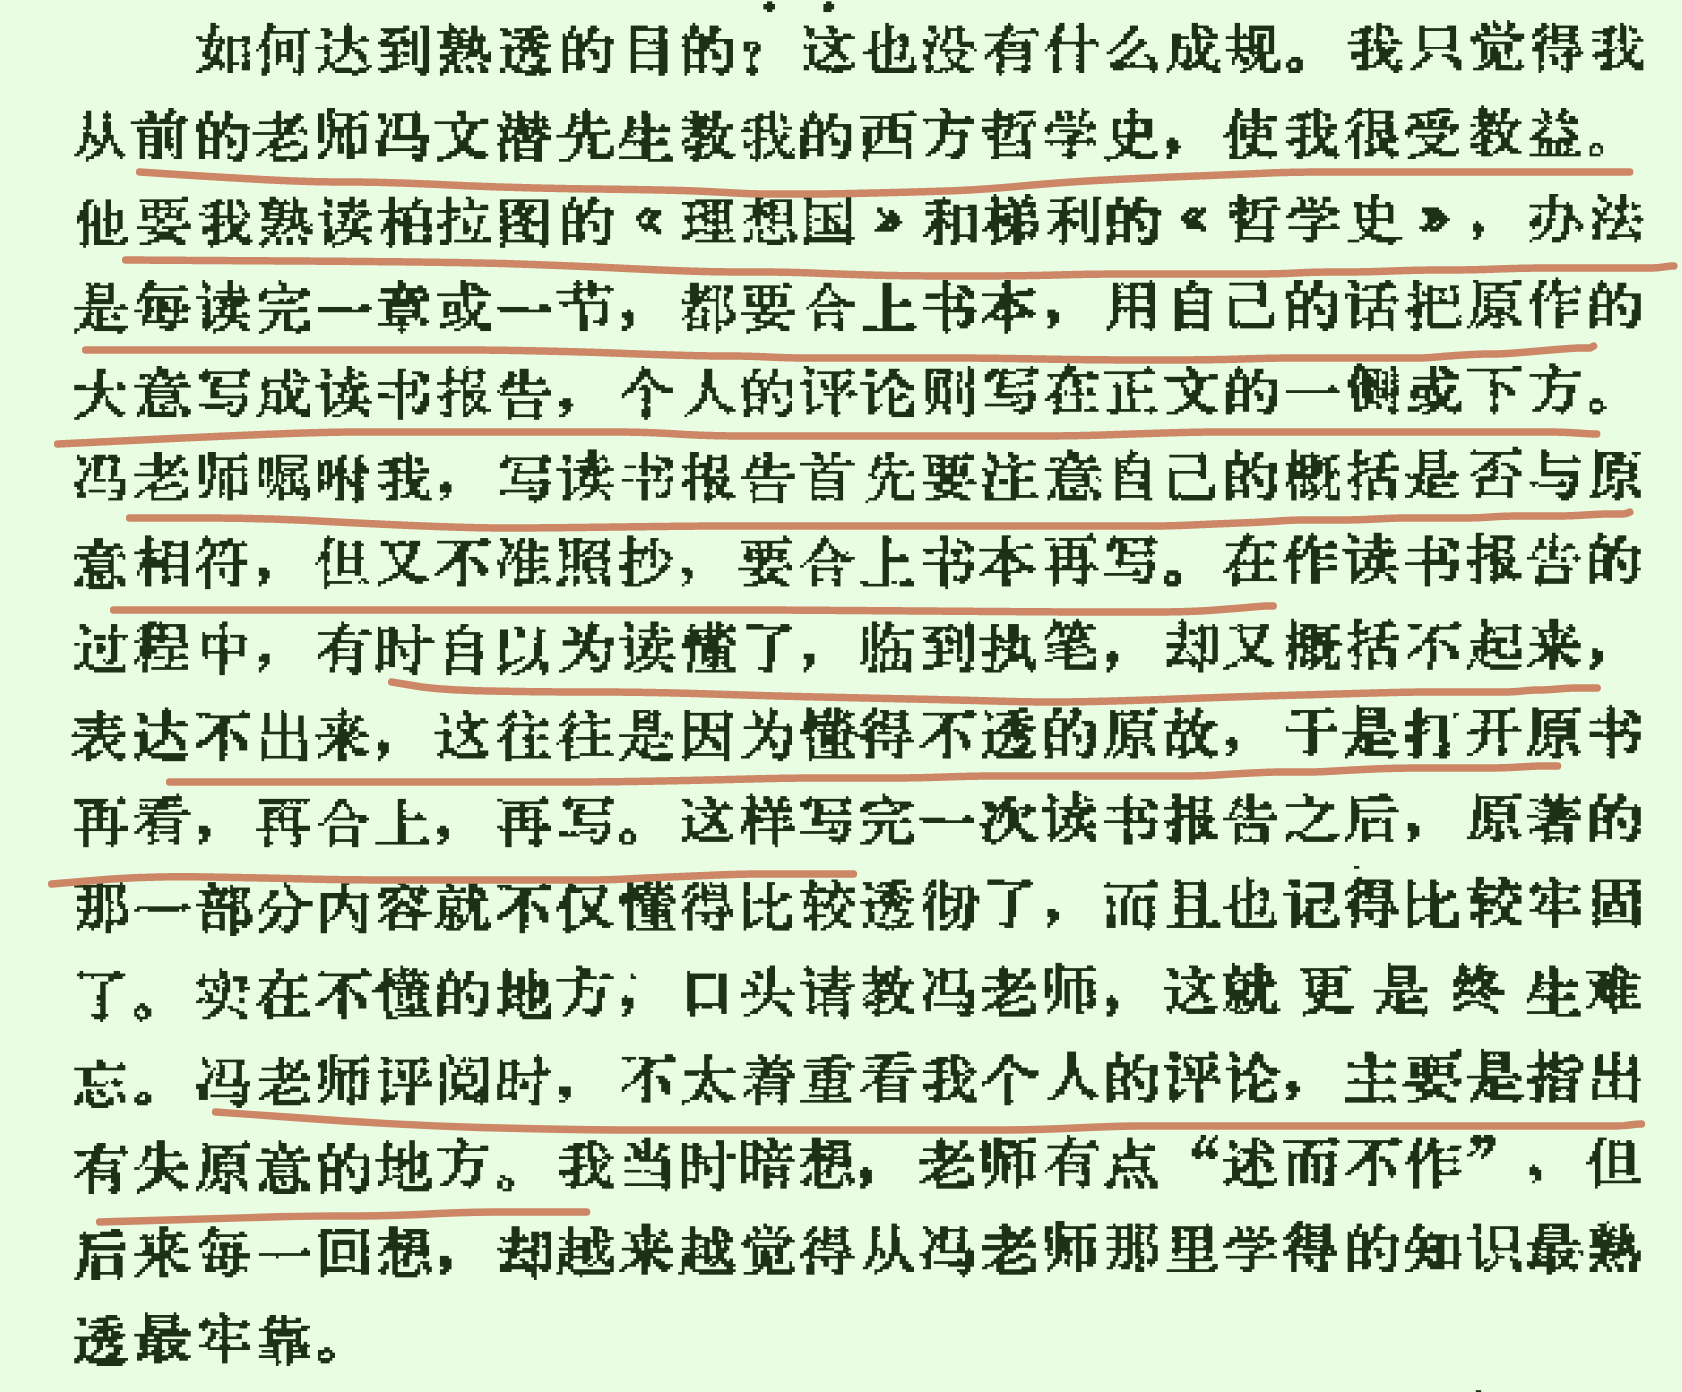 如何达到熟透的目的？这也没有什么成规。我只觉得我
从前的老师冯文潜先生教我的西方哲学史，使我很受教益。
他要我熟读柏拉图的《理想国》和梯利的《哲学史》，办法
是每读完一章或一节，都要合上书本，用自己的话把原作的
大意写成读书报告，个人的评论则写在正文的一侧或下方。
冯老师嘱咐我，写读书报告首先要注意自己的概括是否与原
意相符，但又不准照抄，要合上书本再写。在作读书报告的
过程中，有时自以为读懂了，临到执笔，却又概括不起来，
表达不出来，这往往是因为懂得不透的原故，于是打开原书
再看，再合上，再写。这样写完一次读书报告之后，原著的
那一部分内容就不仅懂得比较透彻了，而且也记得比较牢固
了。实在不懂的地方，口头请教冯老师，这就更是终生难
忘。冯老师评阅时，不太着重看我个人的评论，主要是指出
有失原意的地方。我当时暗想，老师有点“述而不作”，但
后来每一回想，却越来越觉得从冯老师那里学得的知识最熟
透最牢靠。